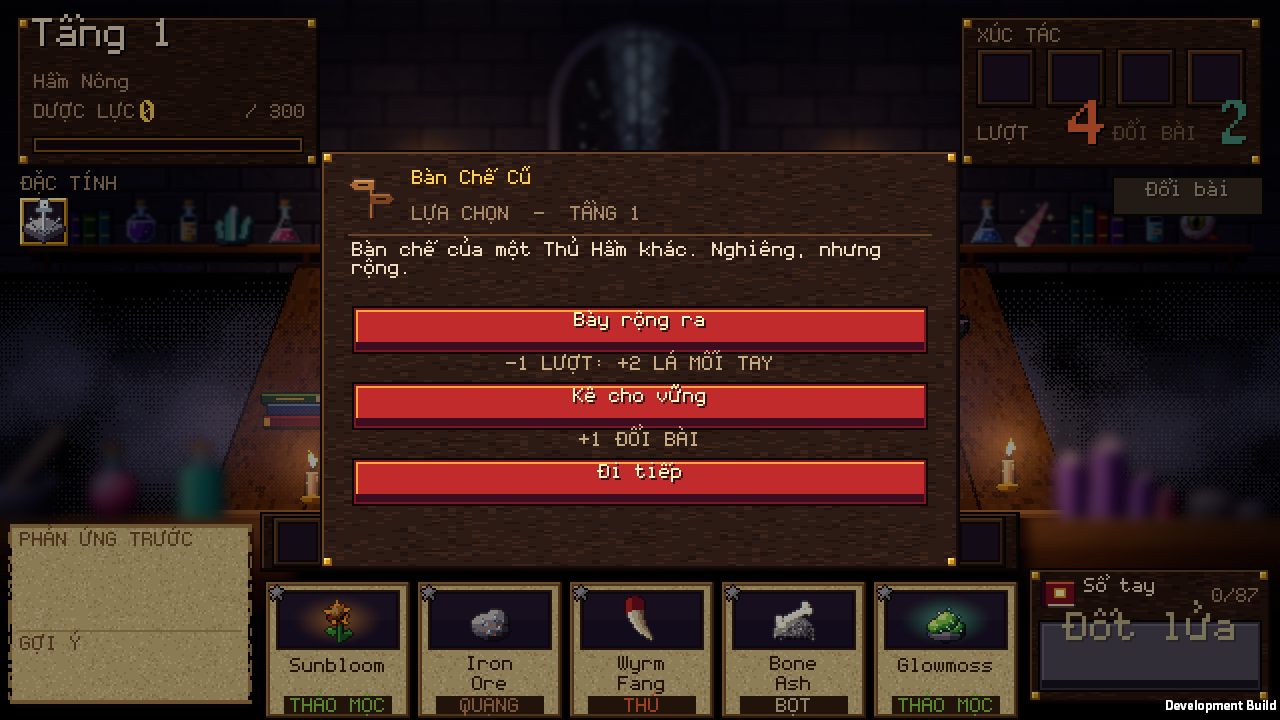 Tầng 1
Hầm Nông
DƯỢC LỰC 0 / 300
ĐẶC TÍNH
XÚC TÁC
LƯỢT 4 ĐỔI BÀI 2
Đổi bài
Bàn Chế Cũ
LỰA CHỌN – TẦNG 1
Bàn chế của một Thủ Hầm khác. Nghiêng, nhưng
rộng.
Bày rộng ra
-1 LƯỢT: +2 LÁ MỖI TAY
Kê cho vững
+1 ĐỔI BÀI
Đi tiếp
PHẢN ỨNG TRƯỚC
GỢI Ý
Sunbloom
THẢO MỘC
Iron
Ore
QUẶNG
Wyrm
Fang
THÚ
Bone
Ash
BỘT
Glowmoss
THẢO MỘC
Sổ tay 0/87
Đốt lửa
Development Build